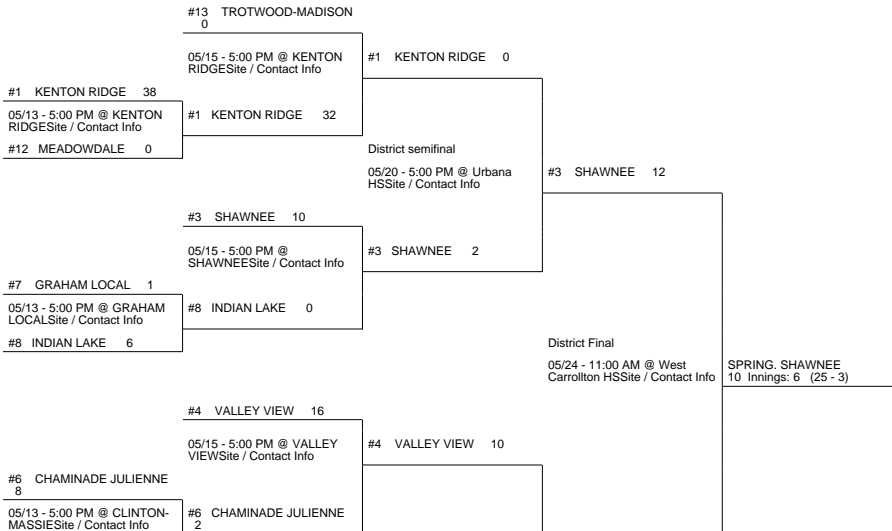 #13 TROTWOOD-MADISON
0
05/15 - 5:00 PM @ KENTON
RIDGESite / Contact Info
#1 KENTON RIDGE 0
#1 KENTON RIDGE 38
05/13 - 5:00 PM @ KENTON
RIDGESite / Contact Info
#1 KENTON RIDGE 32
#12 MEADOWDALE 0
District semifinal
05/20 - 5:00 PM @ Urbana
HSSite / Contact Info
#3 SHAWNEE 12
#3 SHAWNEE 10
05/15 - 5:00 PM @
SHAWNEESite / Contact Info
#3 SHAWNEE 2
#7 GRAHAM LOCAL 1
05/13 - 5:00 PM @ GRAHAM
LOCALSite / Contact Info
#8 INDIAN LAKE 0
#8 INDIAN LAKE 6
District Final
05/24 - 11:00 AM @ West
Carrollton HSSite / Contact Info
SPRING. SHAWNEE
10 Innings: 6 (25 - 3)
#4 VALLEY VIEW 16
05/15 - 5:00 PM @ VALLEY
VIEWSite / Contact Info
#4 VALLEY VIEW 10
#6 CHAMINADE JULIENNE
8
05/13 - 5:00 PM @ CLINTON-
MASSIESite / Contact Info
#6 CHAMINADE JULIENNE
2